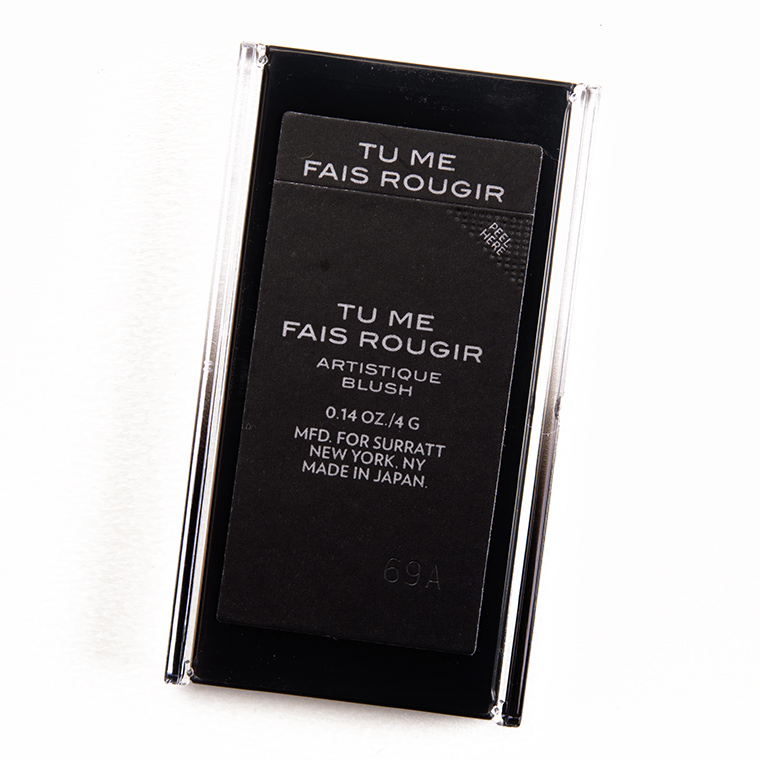 TU ME
FAIS ROUGIR
PEEL
HERE
TU ME
FAIS ROUGIR
ARTISTIQUE
BLUSH
0.14 OZ./4 G
MFD. FOR SURRATT
NEW YORK, NY
MADE IN JAPAN.
69A